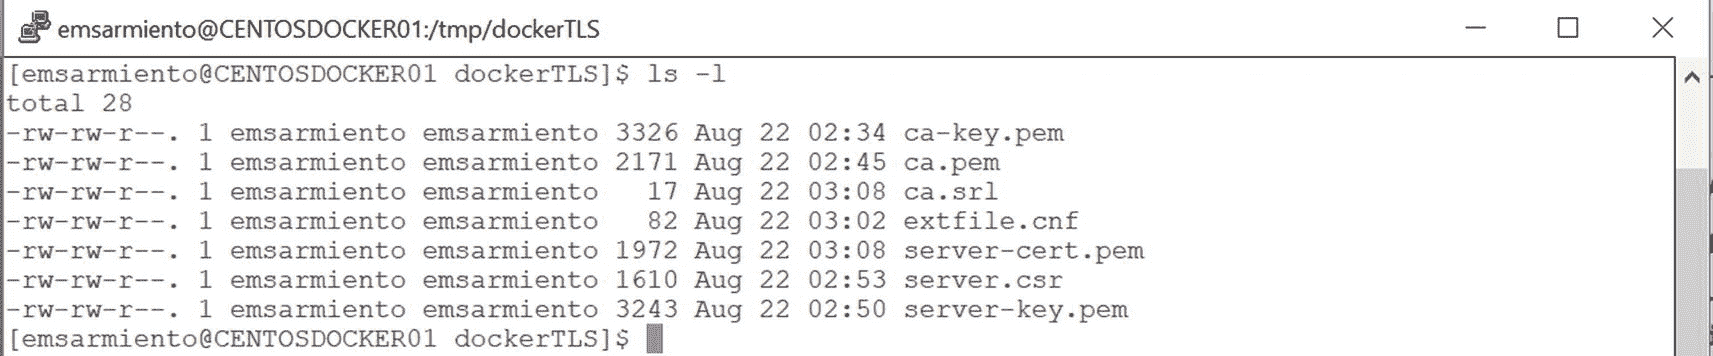 emsarmiento@CENTOSDOCKER01:/tmp/dockerTLS
[emsarmiento@CENTOSDOCKER01 dockerTLS]$ ls -l
total 28
-rw-rw-r--. 1 emsarmiento emsarmiento 3326 Aug 22 02:34 ca-key.pem
-rw-rw-r--. 1 emsarmiento emsarmiento 2171 Aug 22 02:45 ca.pem
-rw-rw-r--. 1 emsarmiento emsarmiento   17 Aug 22 03:08 ca.srl
-rw-rw-r--. 1 emsarmiento emsarmiento   82 Aug 22 03:02 extfile.cnf
-rw-rw-r--. 1 emsarmiento emsarmiento 1972 Aug 22 03:08 server-cert.pem
-rw-rw-r--. 1 emsarmiento emsarmiento 1610 Aug 22 02:53 server.csr
-rw-rw-r--. 1 emsarmiento emsarmiento 3243 Aug 22 02:50 server-key.pem
[emsarmiento@CENTOSDOCKER01 dockerTLS]$